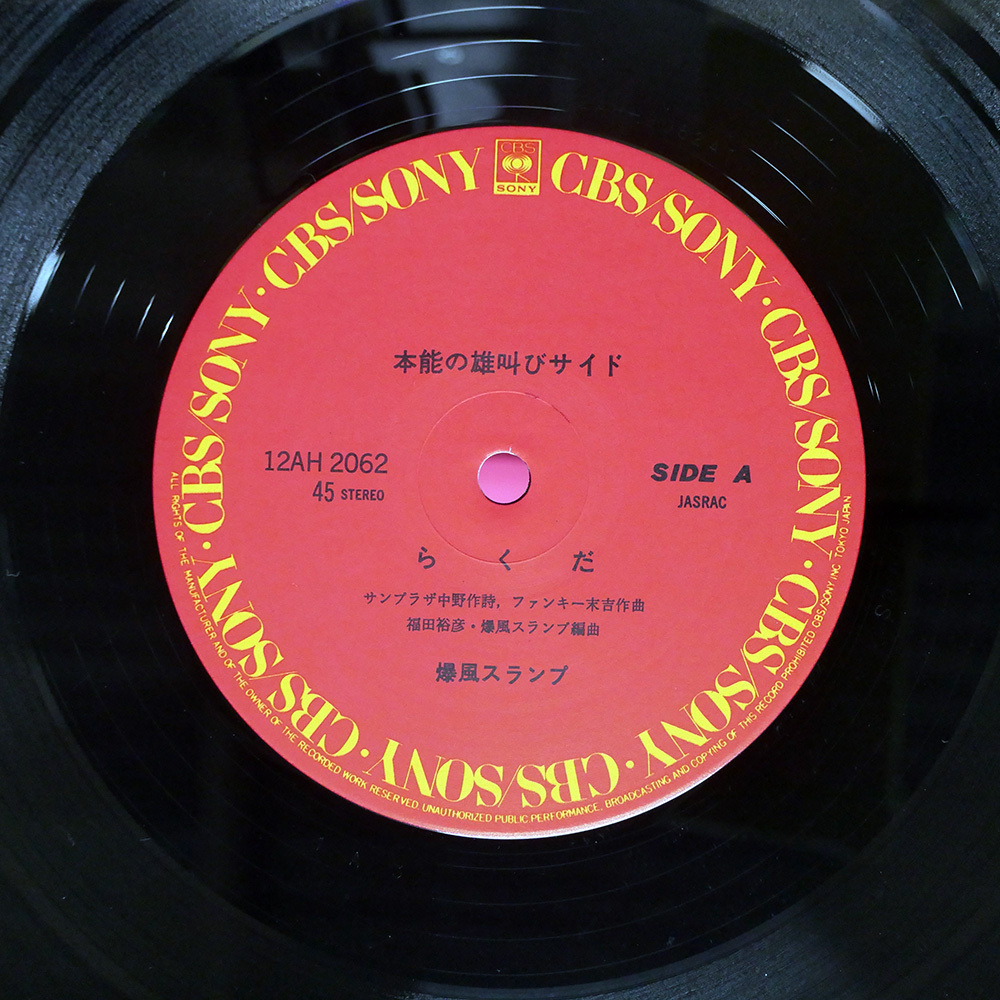 CBS
SONY
CBS/SONY · CBS/SONY · CBS/SONY · CBS/SONY · CBS/SONY · CBS/SONY · CBS/SONY · CBS/SONY
本能の雄叫びサイド
12AH 2062
45 STEREO
SIDE A
JASRAC
らくだ
サンプラザ中野作詩, ファンキー末吉作曲
福田裕彦・爆風スランプ編曲
爆風スランプ
ALL RIGHTS OF THE MANUFACTURER AND OF THE OWNER OF THE RECORDED WORK RESERVED UNAUTHORIZED PUBLIC PERFORMANCE, BROADCASTING AND COPYING OF THIS RECORD PROHIBITED CBS/SONY INC. TOKYO JAPAN